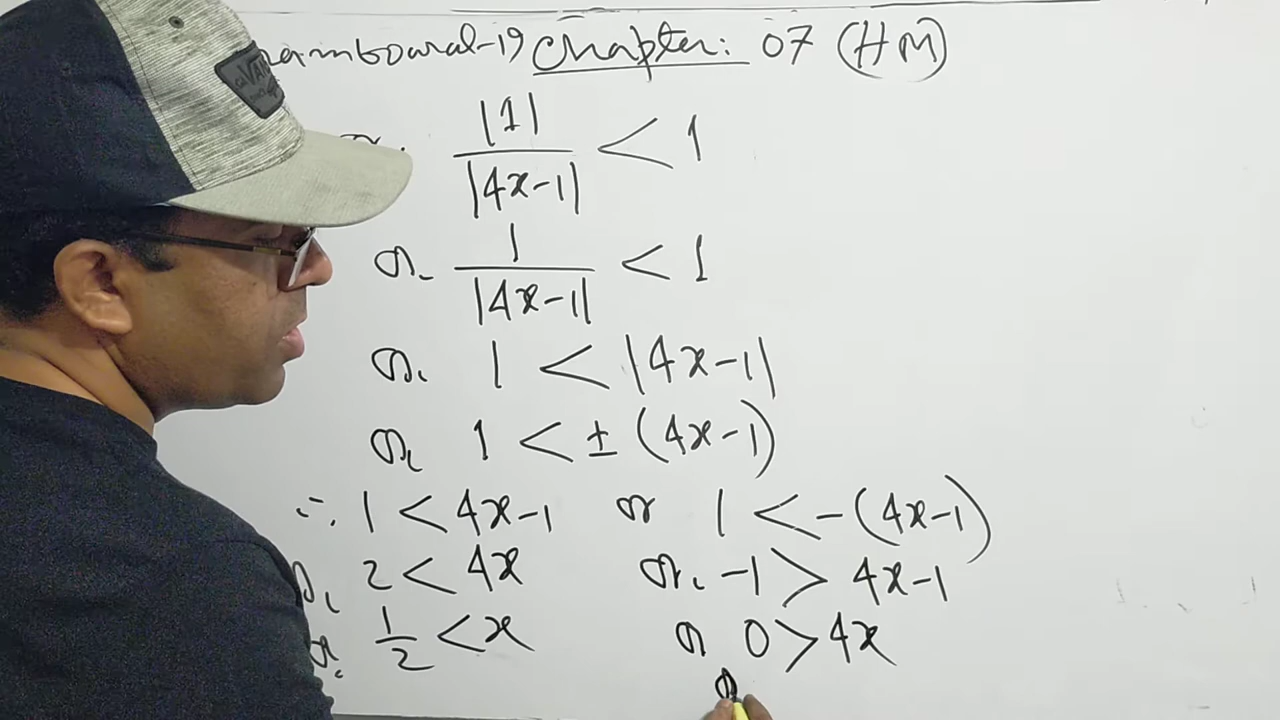 Chapter: 07 (HM)
|1| / |4x-1| < 1
বা, 1 / |4x-1| < 1
বা, 1 < |4x-1|
বা, 1 < ± (4x-1)
∴ 1 < 4x-1 or 1 < -(4x-1)
বা, 2 < 4x বা, -1 > 4x-1
বা, 1/2 < x বা 0 > 4x